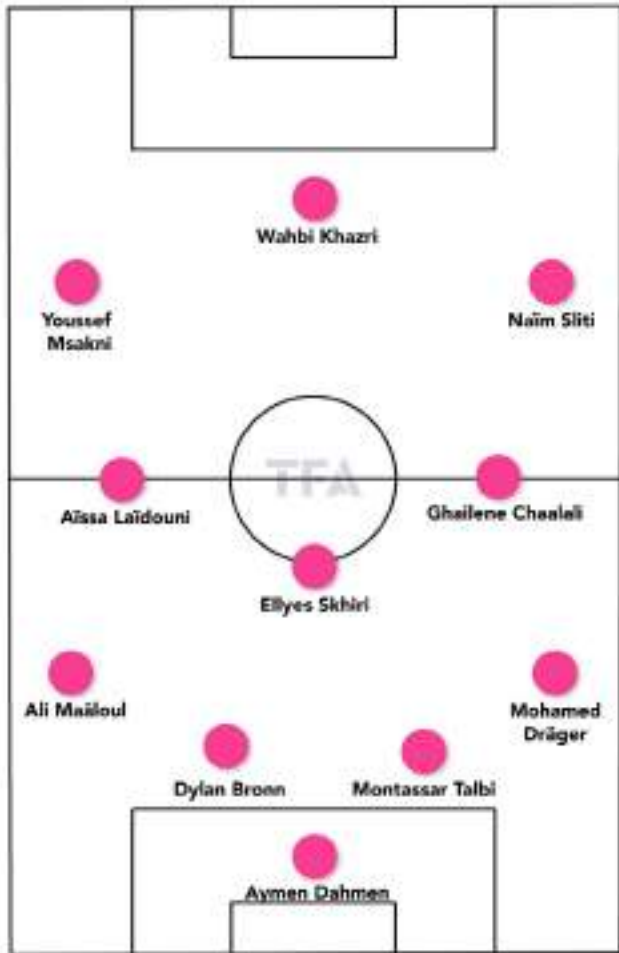 Wahbi Khazri
Youssef
Msakni
Naïm Sliti
TFA
Aïssa Laïdouni
Ghailene Chaalali
Ellyes Skhiri
Ali Maâloul
Mohamed
Dräger
Dylan Bronn
Montassar Talbi
Aymen Dahmen